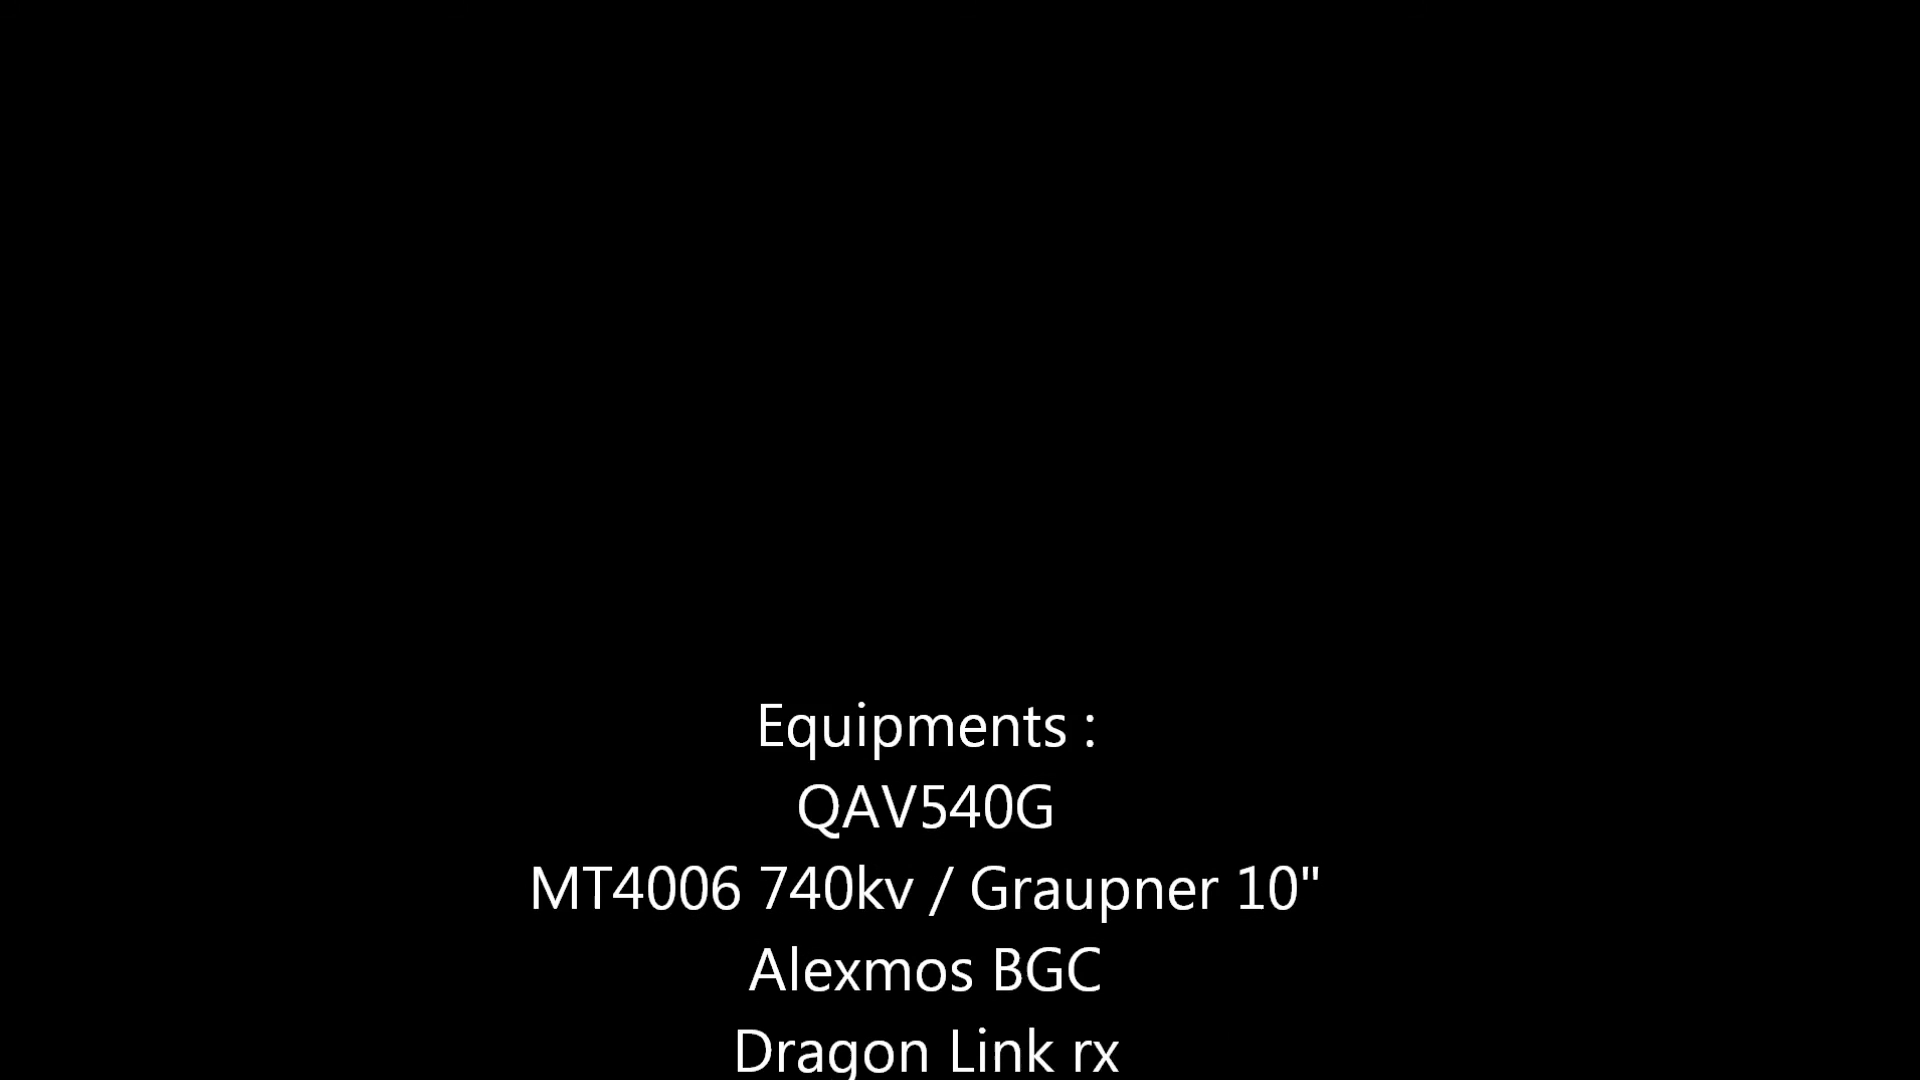 Equipments :
QAV540G
MT4006 740kv / Graupner 10"
Alexmos BGC
Dragon Link rx